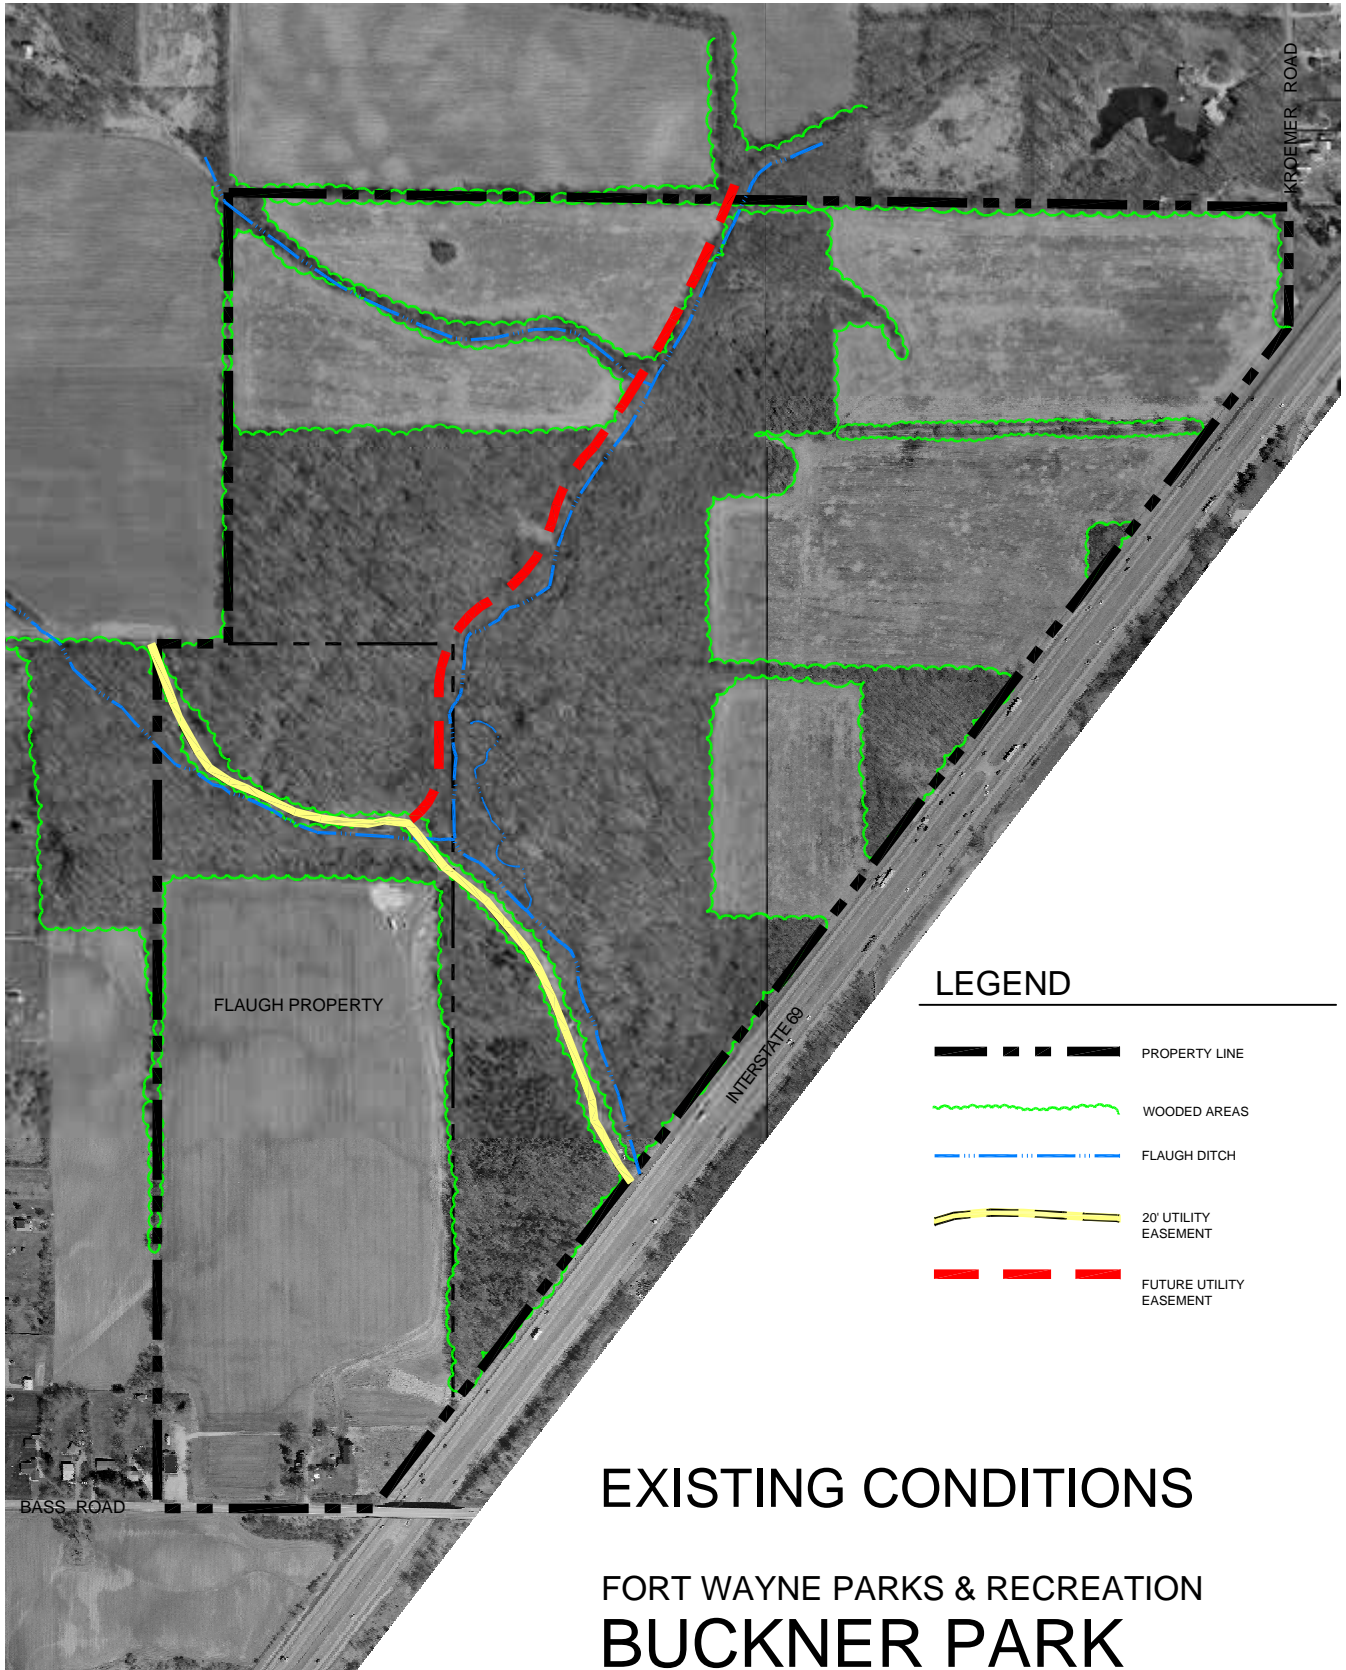 KROEMER ROAD
FLAUGH PROPERTY
INTERSTATE 69
BASS ROAD
LEGEND
PROPERTY LINE
WOODED AREAS
FLAUGH DITCH
20' UTILITY
EASEMENT
FUTURE UTILITY
EASEMENT
EXISTING CONDITIONS
FORT WAYNE PARKS & RECREATION
BUCKNER PARK